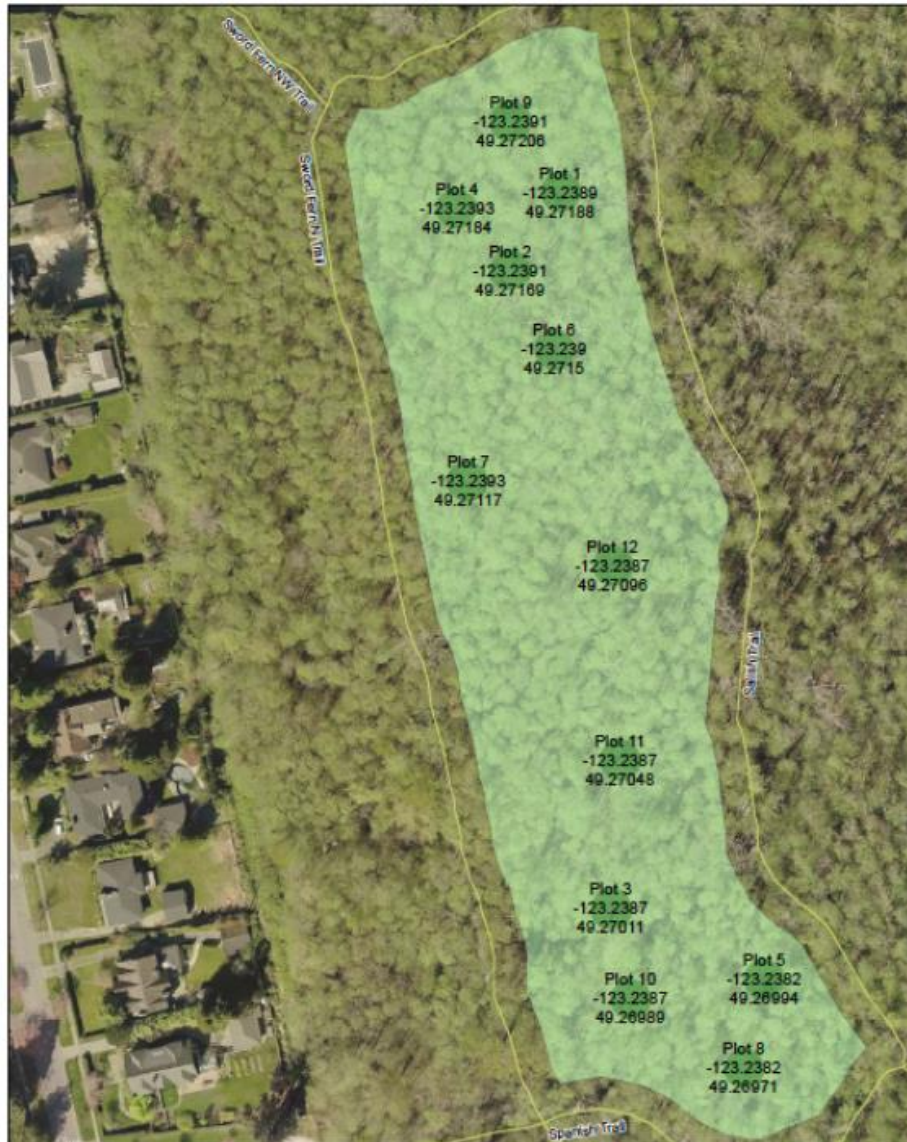 Sword Fern NW Trail
Plot 9
-123.2391
49.27206
Sword Fern N Trail
Plot 1
-123.2389
49.27188
Plot 4
-123.2393
49.27184
Plot 2
-123.2391
49.27169
Plot 6
-123.239
49.2715
Plot 7
-123.2393
49.27117
Plot 12
-123.2387
49.27096
Salish Trail
Plot 11
-123.2387
49.27048
Plot 3
-123.2387
49.27011
Plot 5
-123.2382
49.26994
Plot 10
-123.2387
49.26989
Plot 8
-123.2382
49.26971
Spanish Trail